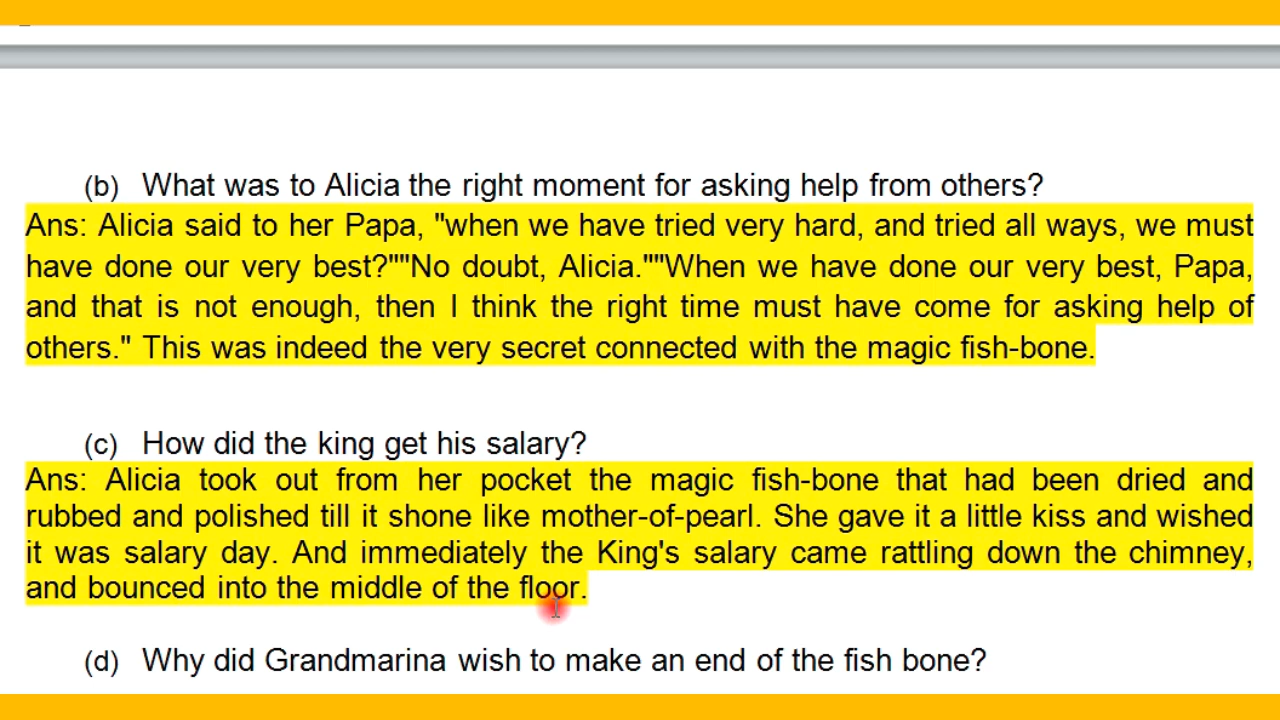 (b) What was to Alicia the right moment for asking help from others?
Ans: Alicia said to her Papa, "when we have tried very hard, and tried all ways, we must
have done our very best?""No doubt, Alicia.""When we have done our very best, Papa,
and that is not enough, then I think the right time must have come for asking help of
others." This was indeed the very secret connected with the magic fish-bone.
(c) How did the king get his salary?
Ans: Alicia took out from her pocket the magic fish-bone that had been dried and
rubbed and polished till it shone like mother-of-pearl. She gave it a little kiss and wished
it was salary day. And immediately the King's salary came rattling down the chimney,
and bounced into the middle of the floor.
(d) Why did Grandmarina wish to make an end of the fish bone?